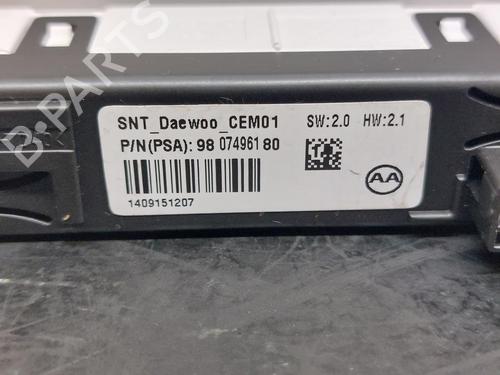 SNT_Daewoo_CEM01 SW:2.0 HW:2.1
P/N(PSA): 98 074961 80
AA
1409151207
B-PARTS